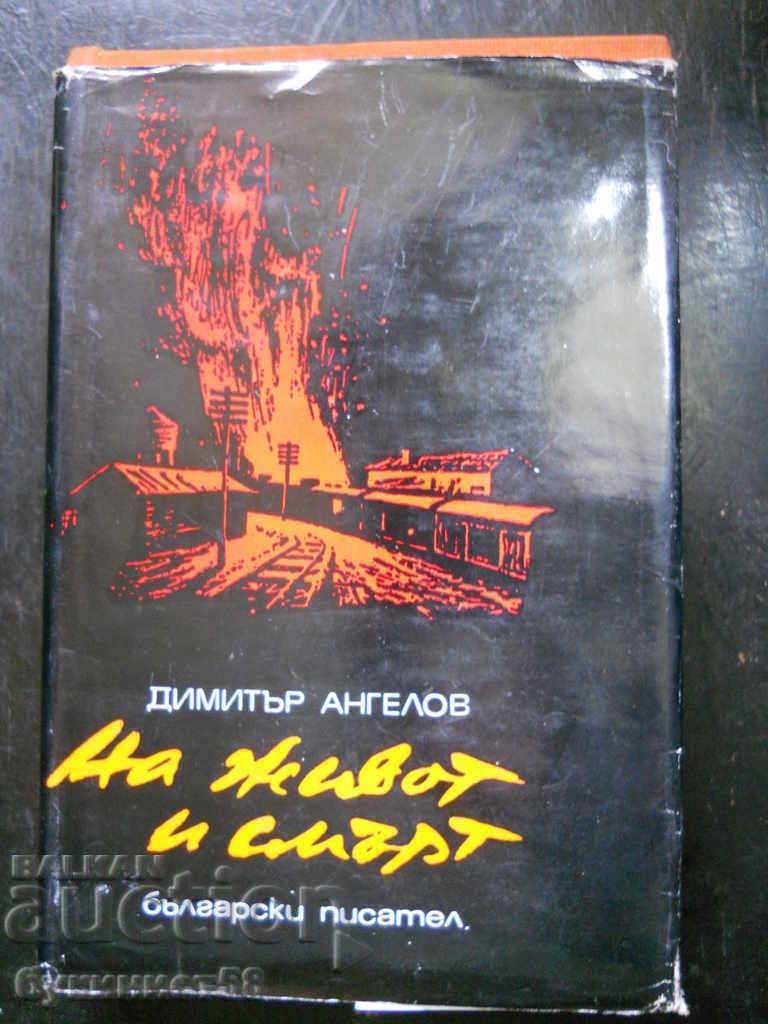 ДИМИТЪР АНГЕЛОВ
На живот
и смърт
български писател.
BALKAN
auction
букинист-58